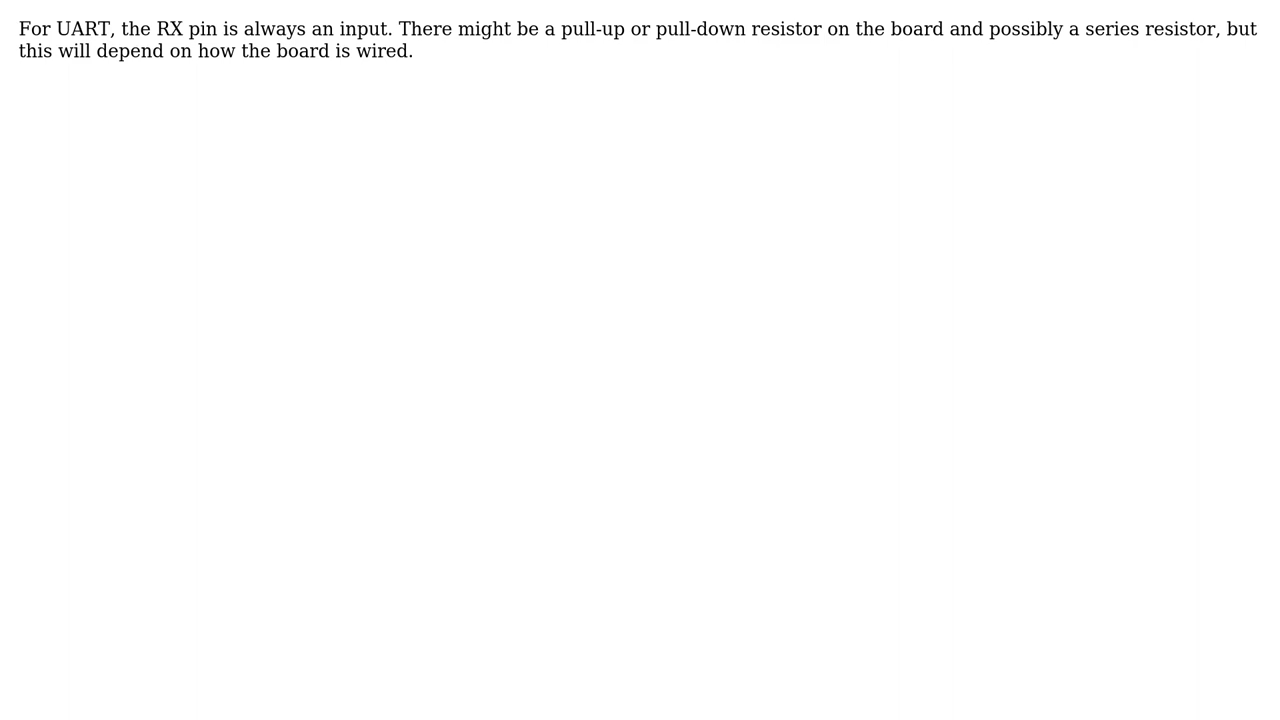 For UART, the RX pin is always an input. There might be a pull-up or pull-down resistor on the board and possibly a series resistor, but
this will depend on how the board is wired.